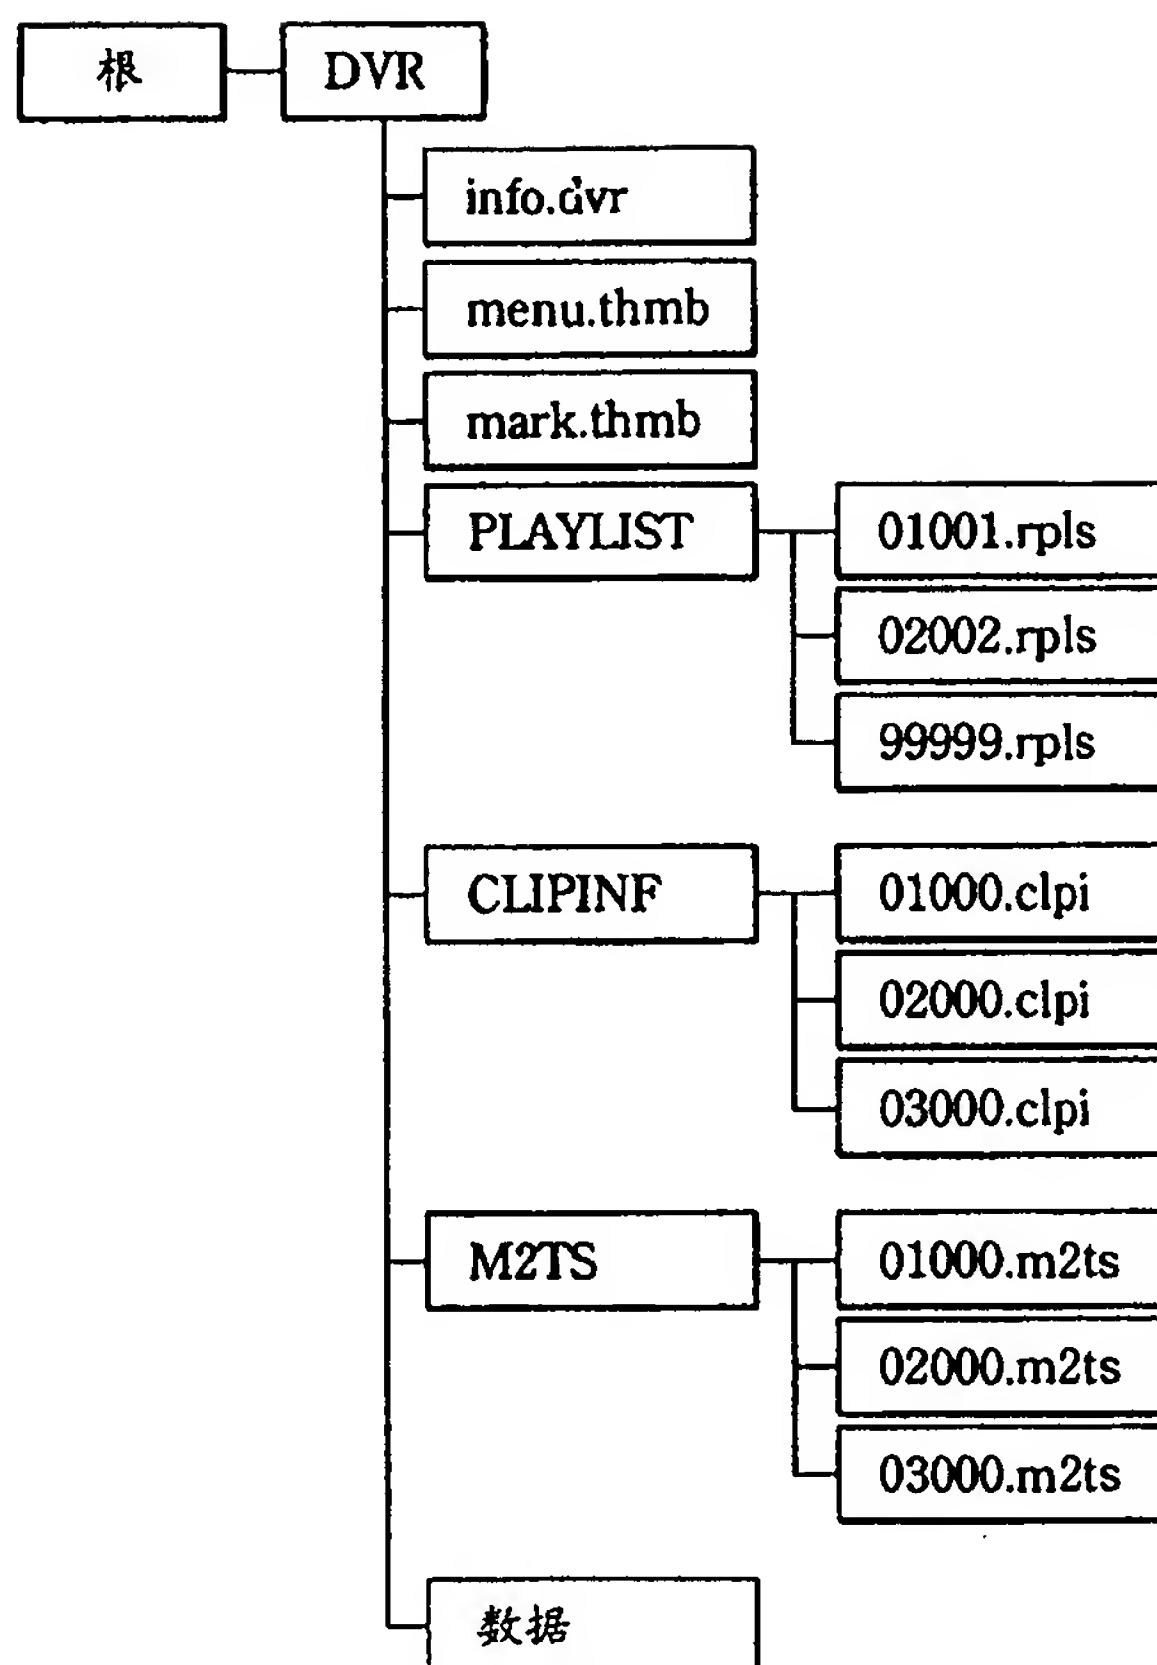 根
DVR
info.dvr
menu.thmb
mark.thmb
PLAYLIST
01001.rpls
02002.rpls
99999.rpls
CLIPINF
01000.clpi
02000.clpi
03000.clpi
M2TS
01000.m2ts
02000.m2ts
03000.m2ts
数据